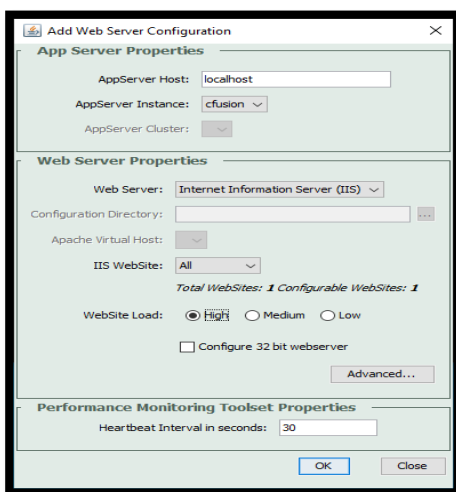 Add Web Server Configuration
App Server Properties
AppServer Host: localhost
AppServer Instance: cfusion
AppServer Cluster:
Web Server Properties
Web Server: Internet Information Server (IIS)
Configuration Directory: ...
Apache Virtual Host:
IIS WebSite: All
Total WebSites: 1 Configurable WebSites: 1
WebSite Load: High Medium Low
Configure 32 bit webserver
Advanced...
Performance Monitoring Toolset Properties
Heartbeat Interval in seconds: 30
OK Close